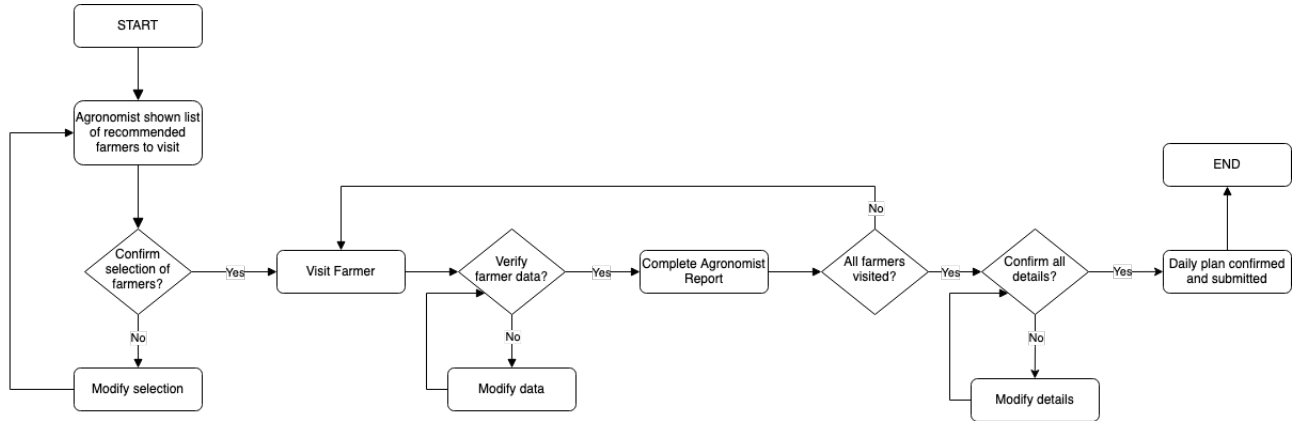 START
Agronomist shown list
of recommended
farmers to visit
Confirm
selection of
farmers?
Yes
No
Modify selection
Visit Farmer
Verify
farmer data?
Yes
No
Modify data
Complete Agronomist
Report
All farmers
visited?
No
Yes
Confirm all
details?
Yes
No
Modify details
Daily plan confirmed
and submitted
END